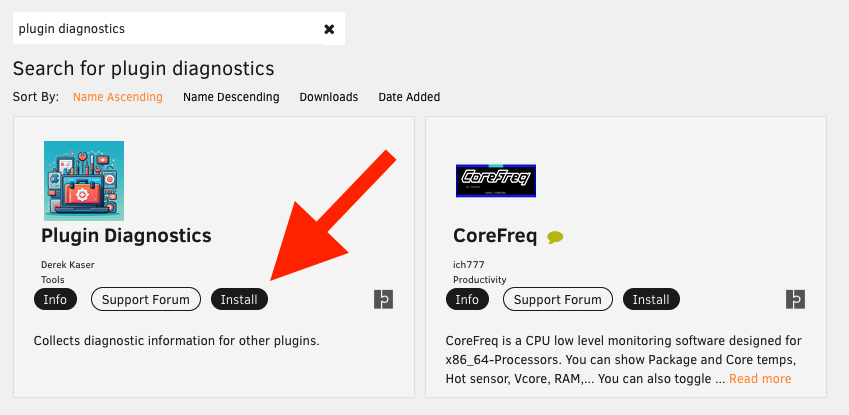 plugin diagnostics
Search for plugin diagnostics
Sort By: Name Ascending Name Descending Downloads Date Added
Plugin Diagnostics
Derek Kaser
Tools
Info Support Forum Install
Collects diagnostic information for other plugins.
CoreFreq
CoreFreq
ich777
Productivity
Info Support Forum Install
CoreFreq is a CPU low level monitoring software designed for
x86_64-Processors. You can show Package and Core temps,
Hot sensor, Vcore, RAM,... You can also toggle ... Read more